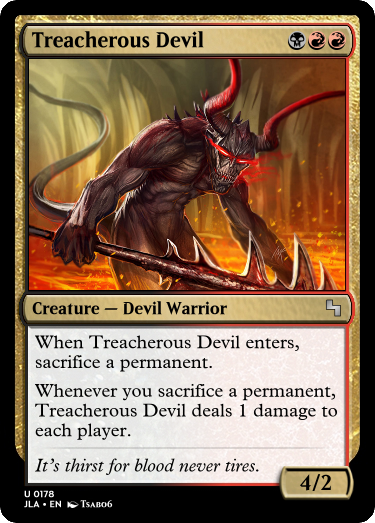 Treacherous Devil
Creature — Devil Warrior
When Treacherous Devil enters,
sacrifice a permanent.
Whenever you sacrifice a permanent,
Treacherous Devil deals 1 damage to
each player.
It's thirst for blood never tires.
4/2
U 0178
JLA • EN Tsabo6